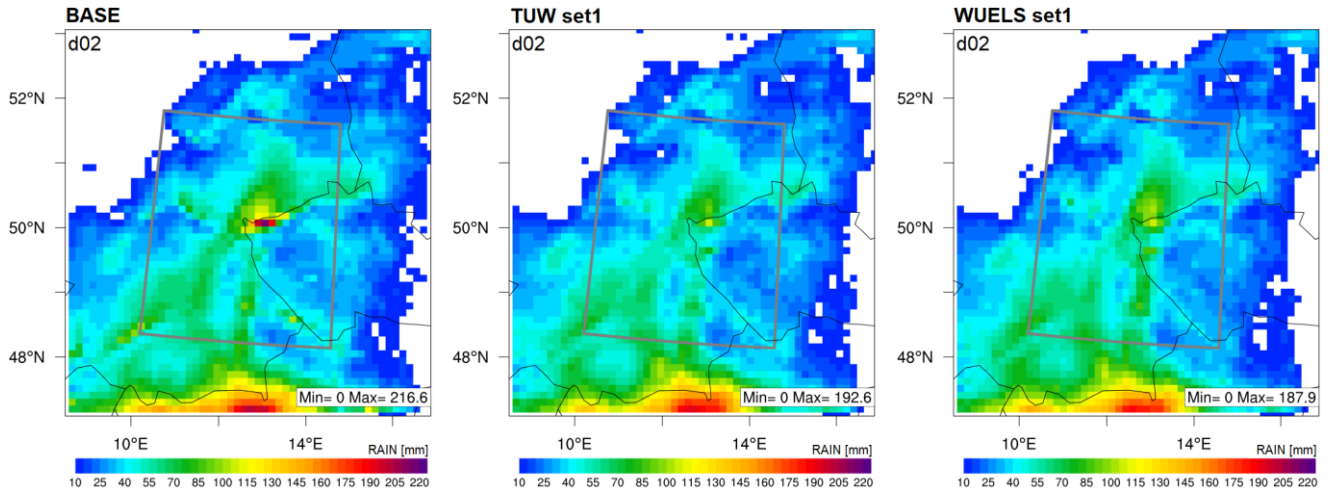 BASE
d02
52°N
50°N
48°N
Min= 0 Max= 216.6
10°E 14°E
RAIN [mm]
10 25 40 55 70 85 100 115 130 145 160 175 190 205 220
TUW set1
d02
52°N
50°N
48°N
Min= 0 Max= 192.6
10°E 14°E
RAIN [mm]
10 25 40 55 70 85 100 115 130 145 160 175 190 205 220
WUELS set1
d02
52°N
50°N
48°N
Min= 0 Max= 187.9
10°E 14°E
RAIN [mm]
10 25 40 55 70 85 100 115 130 145 160 175 190 205 220